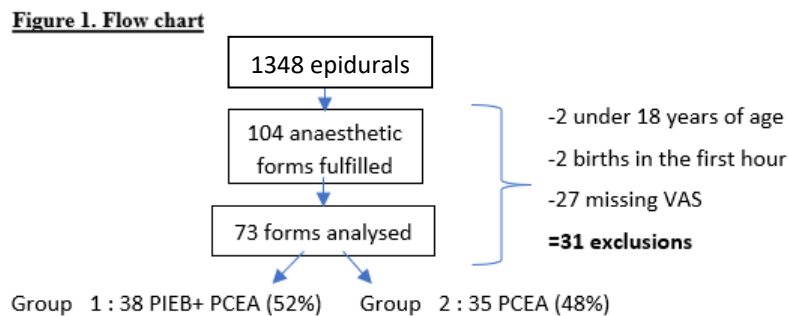 Figure 1. Flow chart
1348 epidurals
104 anaesthetic
forms fulfilled
73 forms analysed
-2 under 18 years of age
-2 births in the first hour
-27 missing VAS
=31 exclusions
Group 1 : 38 PIEB+ PCEA (52%) Group 2 : 35 PCEA (48%)